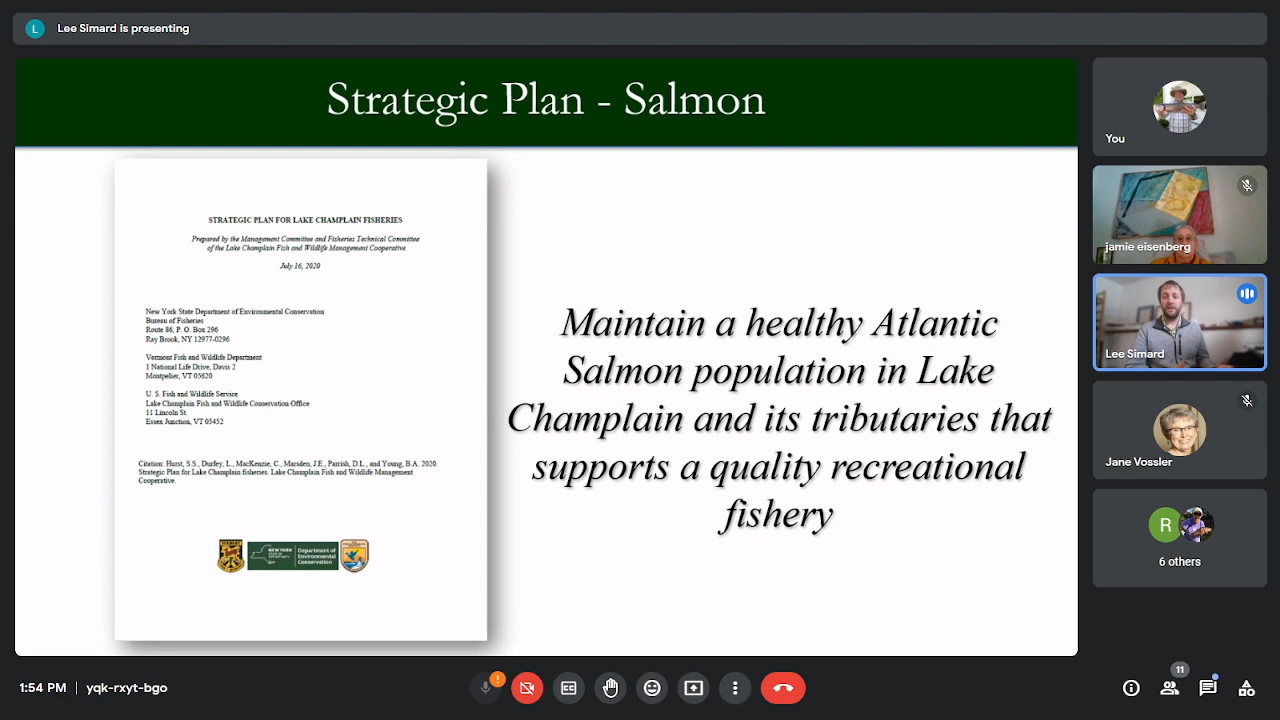 L
Lee Simard is presenting
Strategic Plan - Salmon
STRATEGIC PLAN FOR LAKE CHAMPLAIN FISHERIES
Prepared by the Management Committee and Fisheries Technical Committee
of the Lake Champlain Fish and Wildlife Management Cooperative
July 16, 2020
New York State Department of Environmental Conservation
Bureau of Fisheries
Route 86, P. O. Box 296
Ray Brook, NY 12977-0296
Vermont Fish and Wildlife Department
1 National Life Drive, Davis 2
Montpelier, VT 05620
U. S. Fish and Wildlife Service
Lake Champlain Fish and Wildlife Conservation Office
11 Lincoln St.
Essex Junction, VT 05452
Citation: Hurst, S.S., Durfey, L., MacKenzie, C., Marsden, J.E., Parrish, D.L., and Young, B.A. 2020.
Strategic Plan for Lake Champlain fisheries. Lake Champlain Fish and Wildlife Management
Cooperative.
NEW YORK
Department of
Environmental
Conservation
Maintain a healthy Atlantic
Salmon population in Lake
Champlain and its tributaries that
supports a quality recreational
fishery
You
jamie eisenberg
Lee Simard
Jane Vossler
R
6 others
1:54 PM
yqk-rxyt-bgo
CC
11